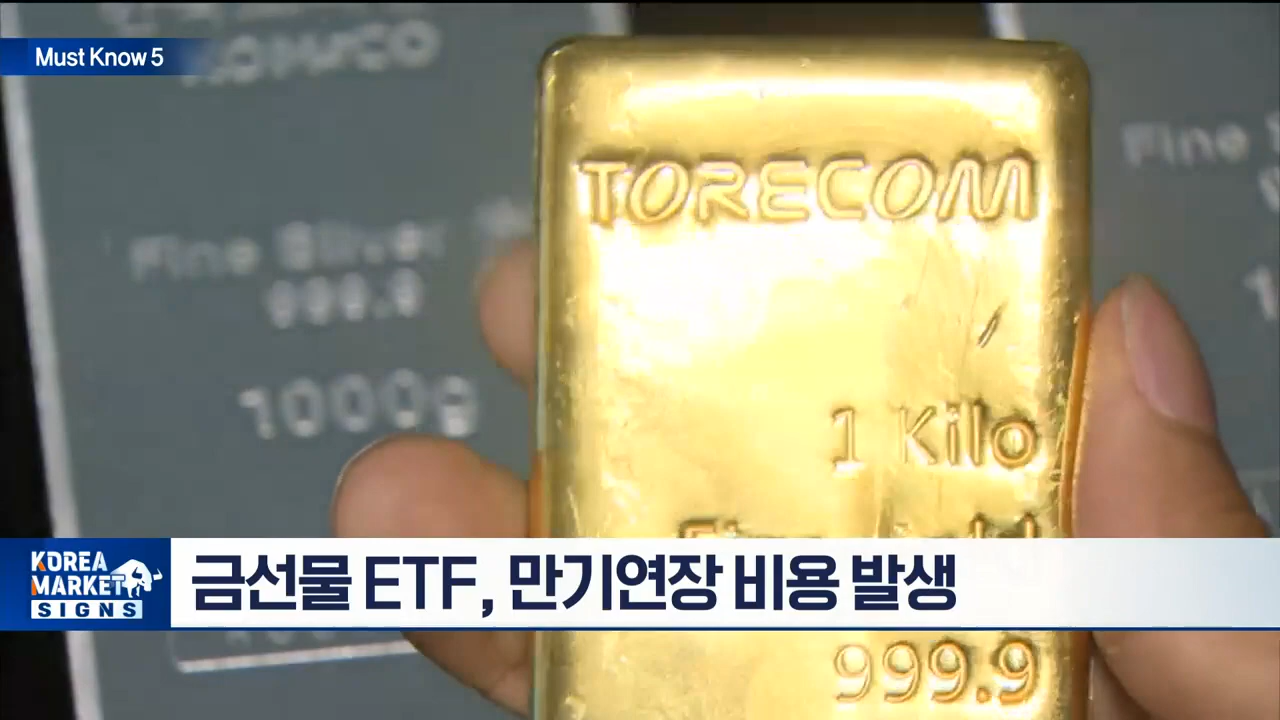 Must Know 5
TORECOM
Fine Silver
999.9
1000g
Fine
1 Kilo
KOREA
MARKET
SIGNS
금선물 ETF, 만기연장 비용 발생
999.9